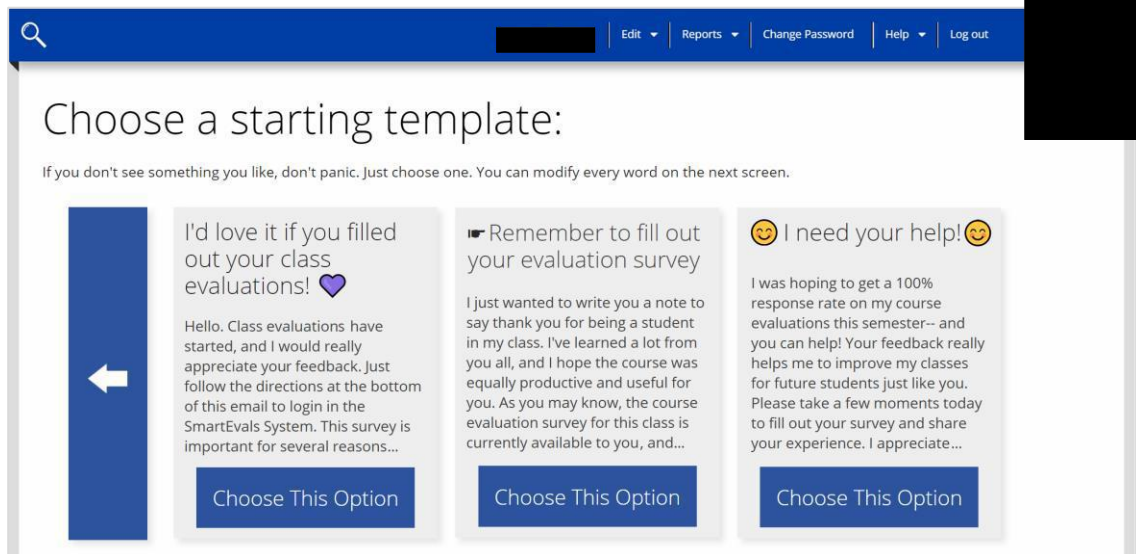 Edit Reports Change Password Help Log out
Choose a starting template:
If you don't see something you like, don't panic. Just choose one. You can modify every word on the next screen.
I'd love it if you filled
out your class
evaluations! 💜
Hello. Class evaluations have
started, and I would really
appreciate your feedback. Just
follow the directions at the bottom
of this email to login in the
SmartEvals System. This survey is
important for several reasons...
Choose This Option
☛Remember to fill out
your evaluation survey
I just wanted to write you a note to
say thank you for being a student
in my class. I've learned a lot from
you all, and I hope the course was
equally productive and useful for
you. As you may know, the course
evaluation survey for this class is
currently available to you, and...
Choose This Option
😊 I need your help!😊
I was hoping to get a 100%
response rate on my course
evaluations this semester-- and
you can help! Your feedback really
helps me to improve my classes
for future students just like you.
Please take a few moments today
to fill out your survey and share
your experience. I appreciate...
Choose This Option